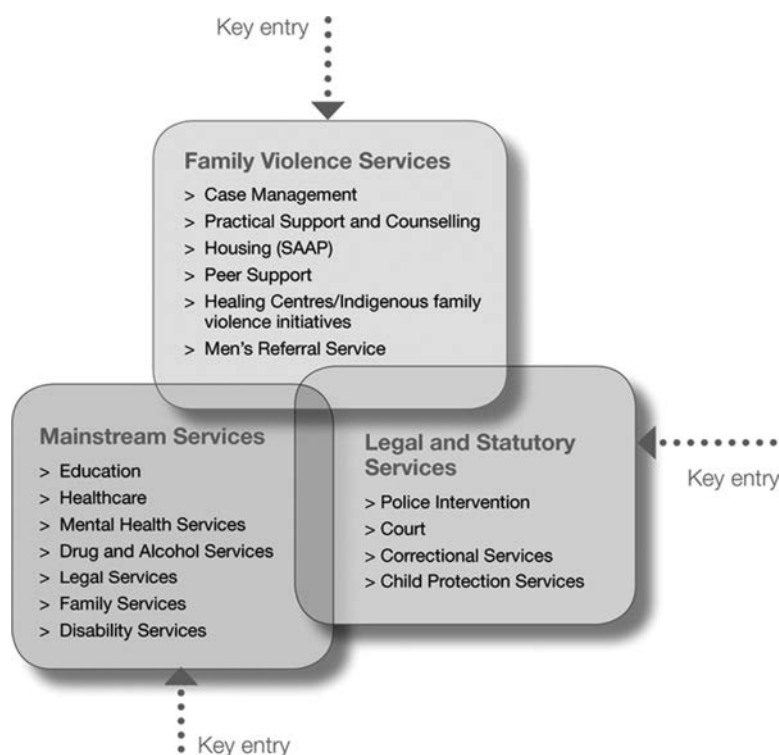 Key entry
Family Violence Services
> Case Management
> Practical Support and Counselling
> Housing (SAAP)
> Peer Support
> Healing Centres/Indigenous family
violence initiatives
> Men's Referral Service
Mainstream Services
> Education
> Healthcare
> Mental Health Services
> Drug and Alcohol Services
> Legal Services
> Family Services
> Disability Services
Legal and Statutory
Services
> Police Intervention
> Court
> Correctional Services
> Child Protection Services
Key entry
Key entry